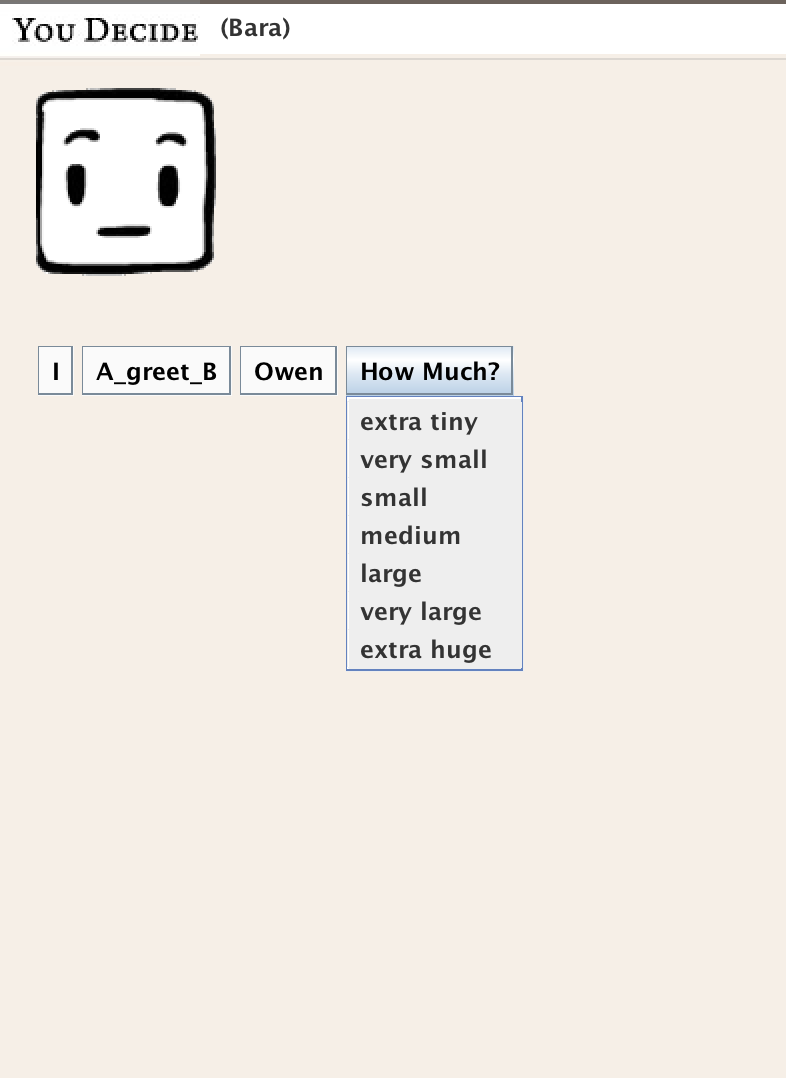 YOU DECIDE (Bara)
I A_greet_B Owen How Much?
extra tiny
very small
small
medium
large
very large
extra huge